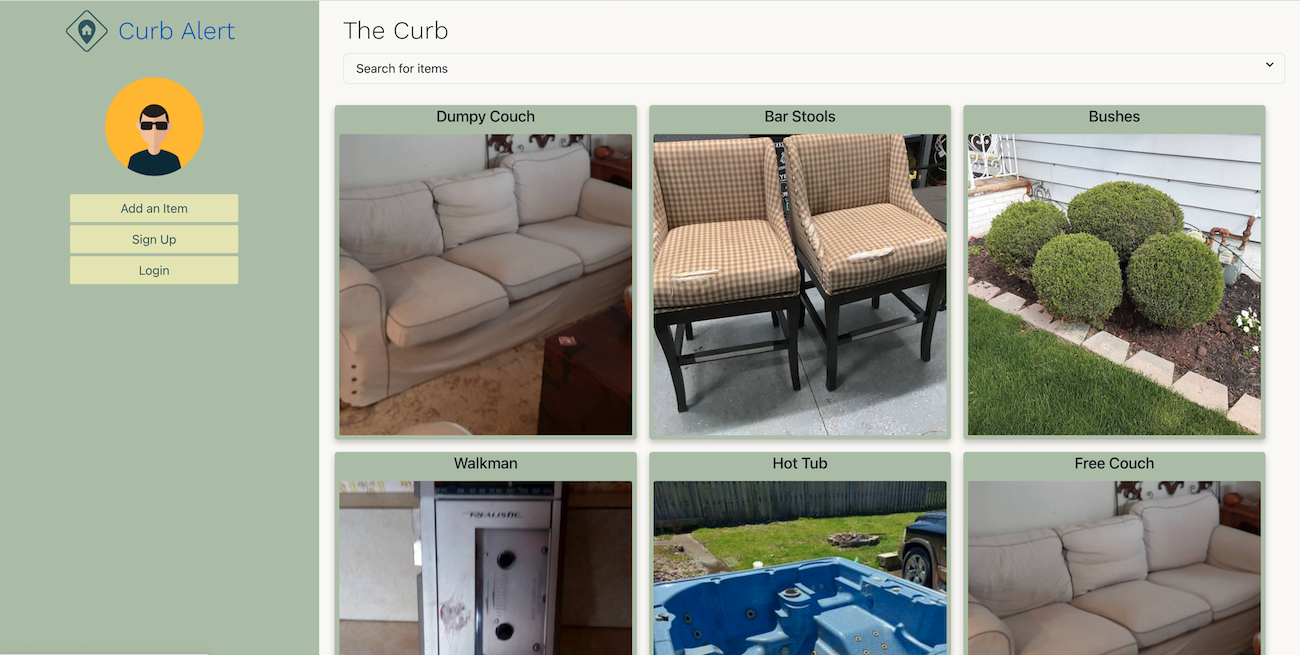 Curb Alert
Add an Item
Sign Up
Login
The Curb
Search for items
Dumpy Couch
Bar Stools
Bushes
Walkman
REALISTIC
Hot Tub
Free Couch